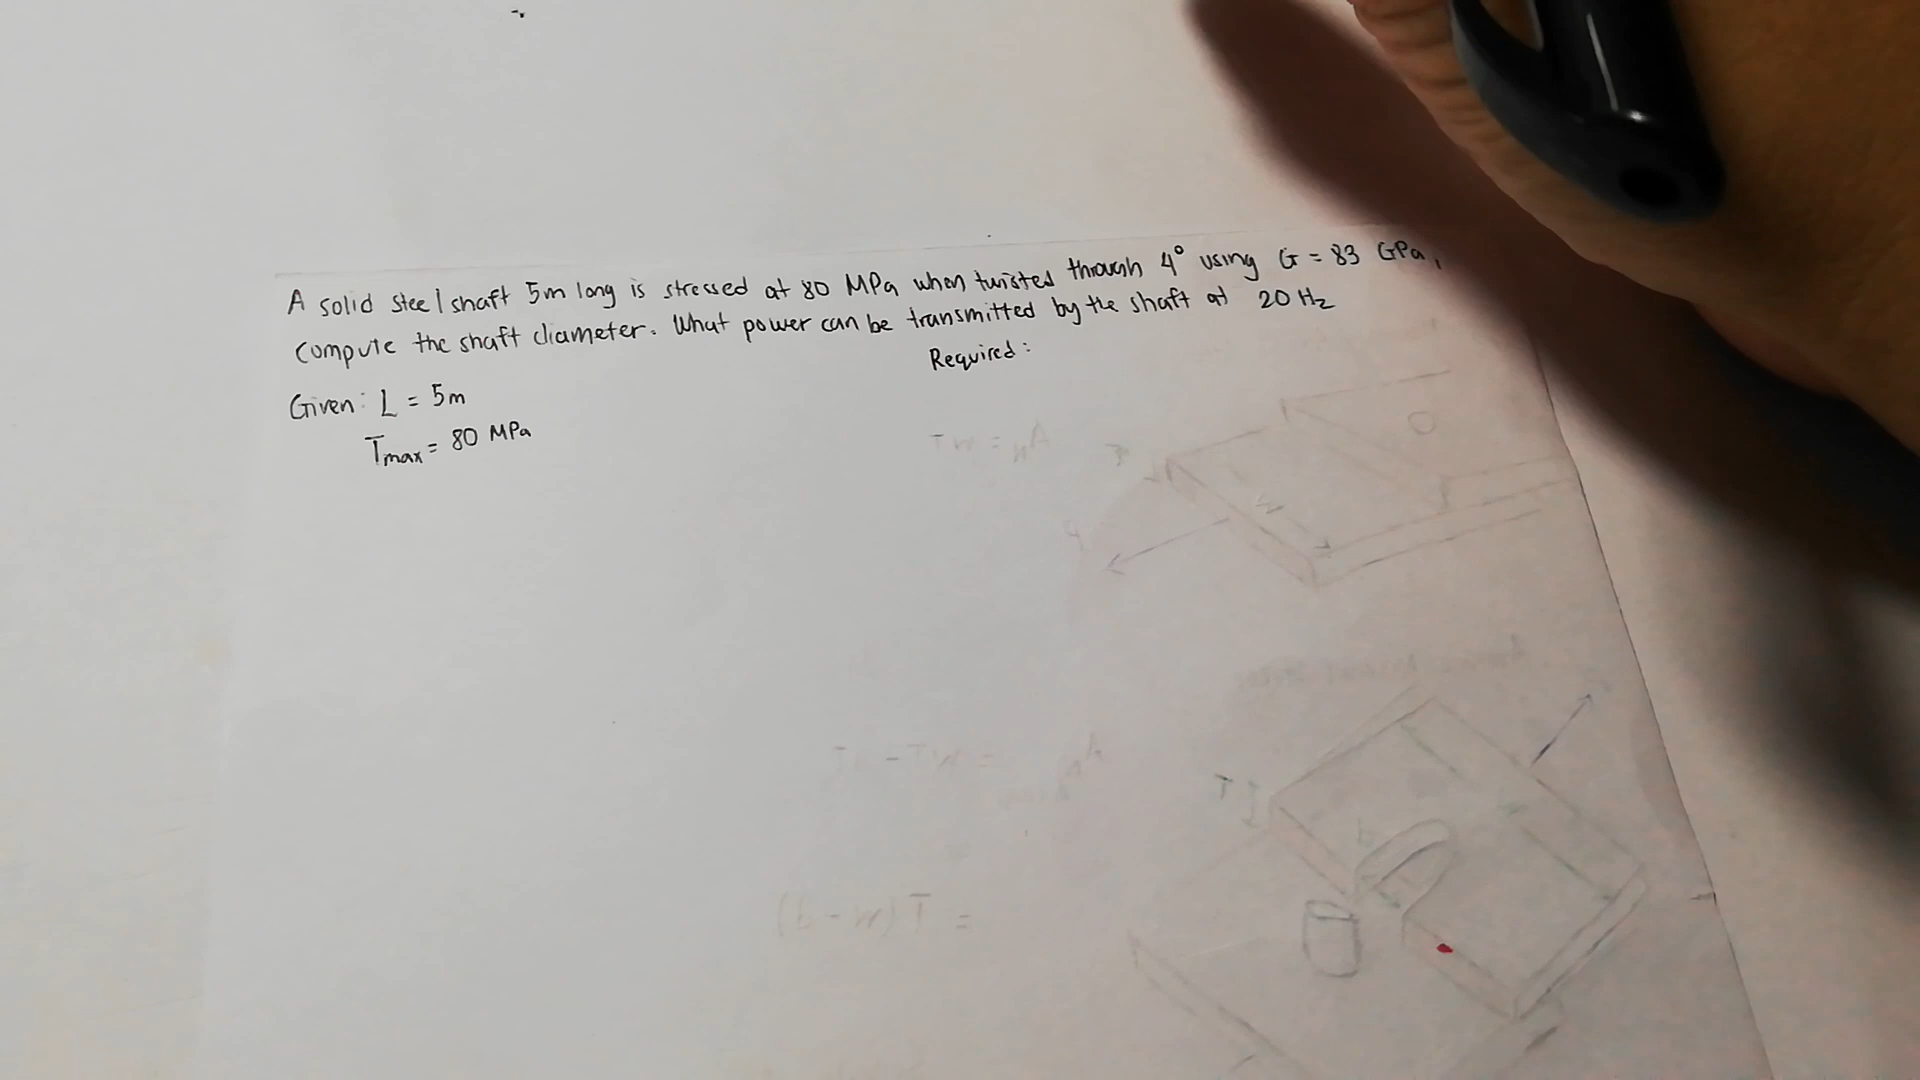 A solid steel shaft 5m long is stressed at 80 MPa when twisted through 4° using G = 83 GPa,
compute the shaft diameter. What power can be transmitted by the shaft at 20 Hz
Required:
Given: L = 5m
Tmax = 80 MPa